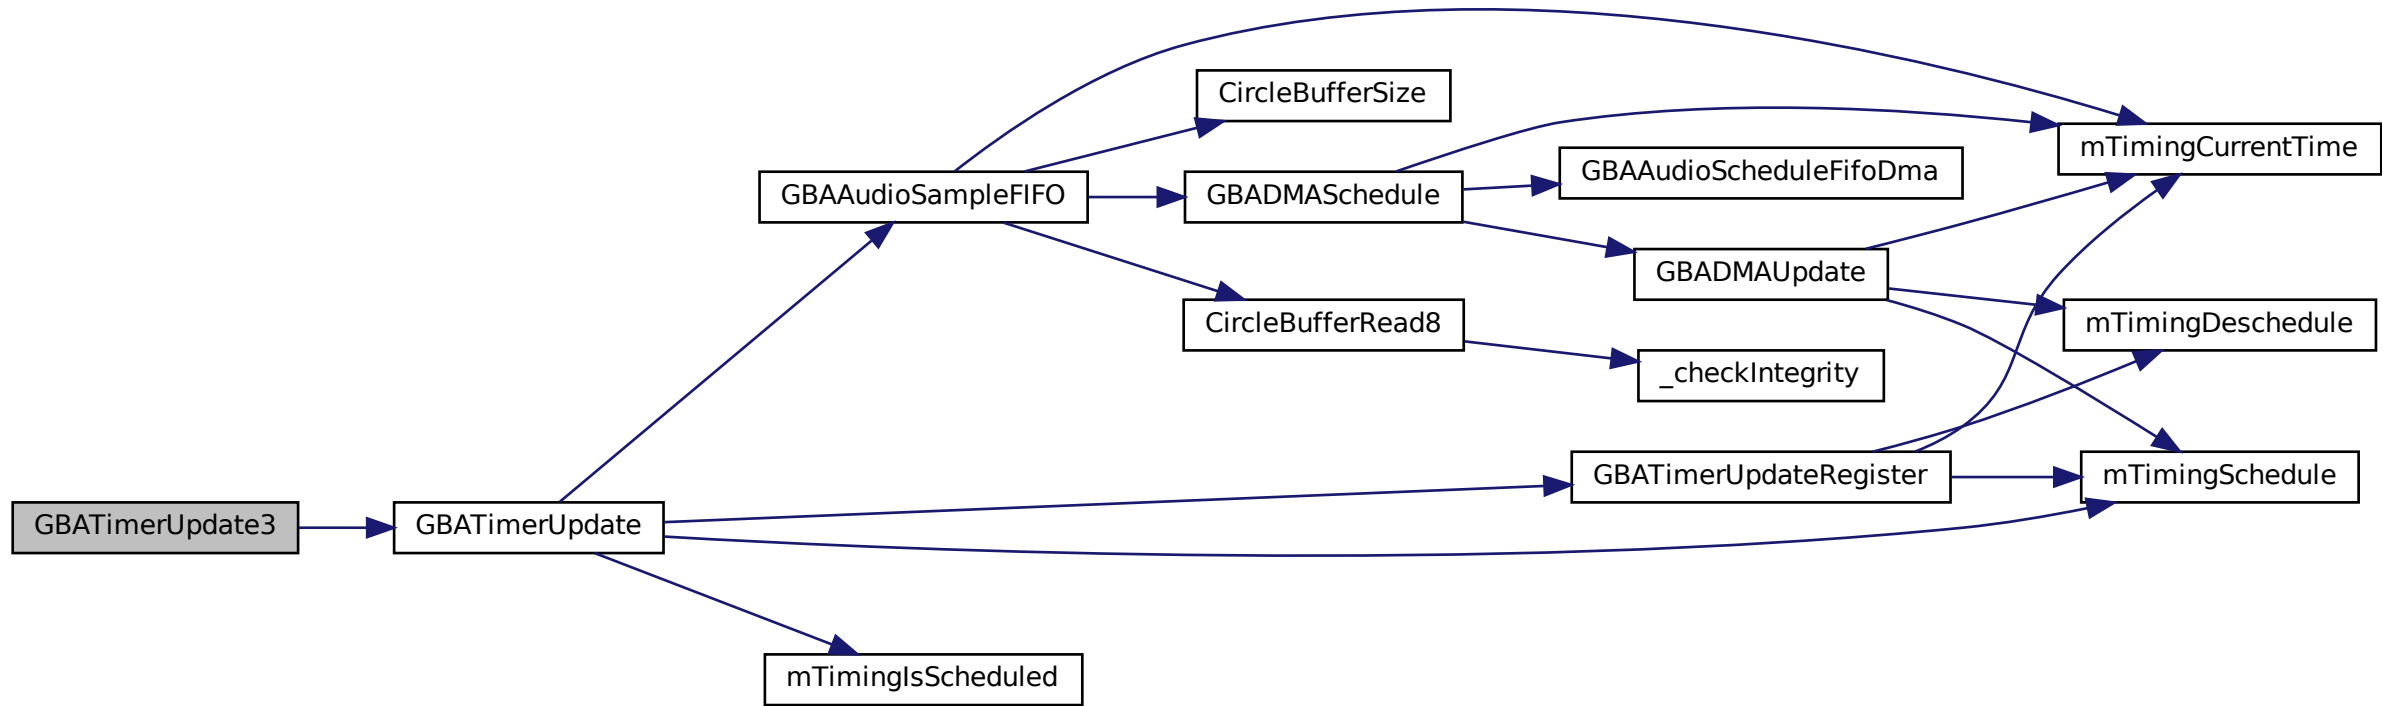 CircleBufferSize
mTimingCurrentTime
GBAAudioScheduleFifoDma
GBAAudioSampleFIFO
GBADMASchedule
GBADMAUpdate
CircleBufferRead8
mTimingDeschedule
_checkIntegrity
GBATimerUpdateRegister
mTimingSchedule
GBATimerUpdate3
GBATimerUpdate
mTimingIsScheduled